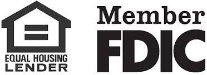 EQUAL HOUSING
LENDER
Member
FDIC